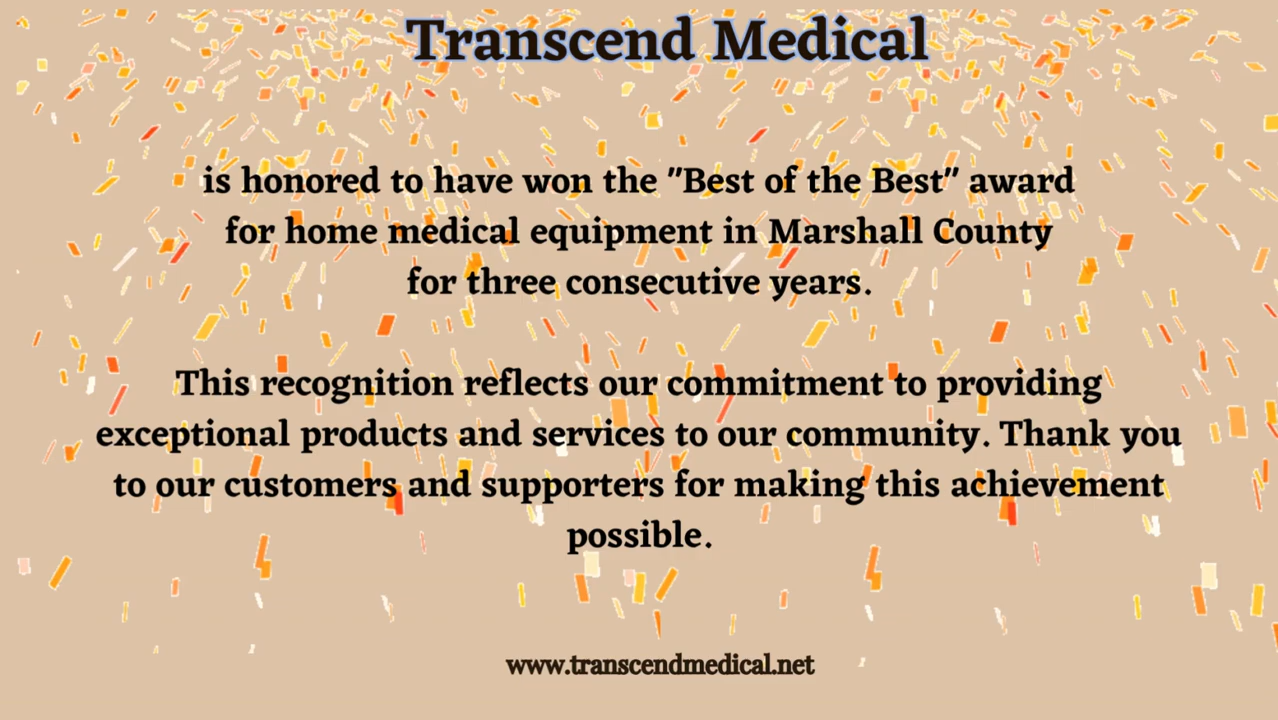 Transcend Medical
is honored to have won the "Best of the Best" award
for home medical equipment in Marshall County
for three consecutive years.
This recognition reflects our commitment to providing
exceptional products and services to our community. Thank you
to our customers and supporters for making this achievement
possible.
www.transcendmedical.net